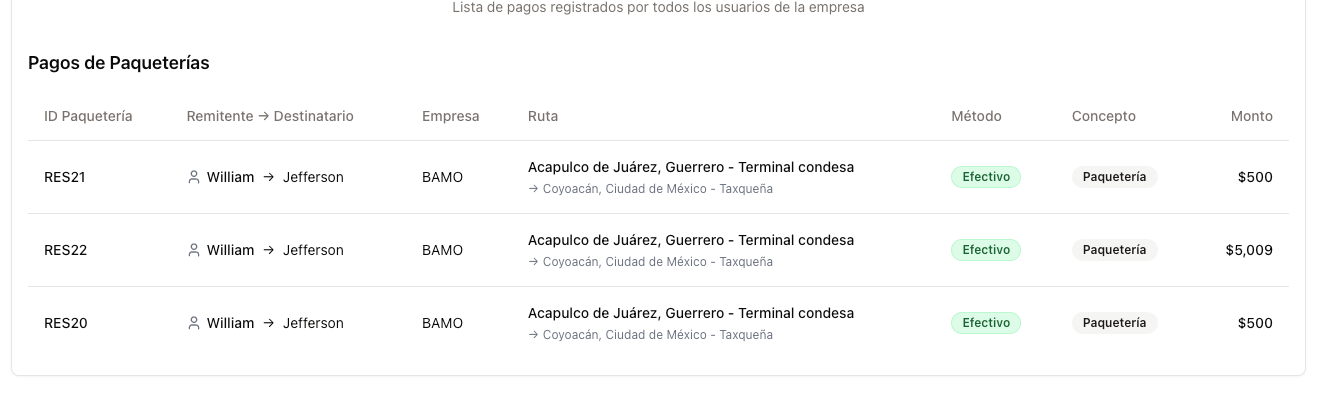 Lista de pagos registrados por todos los usuarios de la empresa
Pagos de Paqueterías
ID Paquetería Remitente → Destinatario Empresa Ruta Método Concepto Monto
RES21 William → Jefferson BAMO Acapulco de Juárez, Guerrero - Terminal condesa Efectivo Paquetería $500
→ Coyoacán, Ciudad de México - Taxqueña
RES22 William → Jefferson BAMO Acapulco de Juárez, Guerrero - Terminal condesa Efectivo Paquetería $5,009
→ Coyoacán, Ciudad de México - Taxqueña
RES20 William → Jefferson BAMO Acapulco de Juárez, Guerrero - Terminal condesa Efectivo Paquetería $500
→ Coyoacán, Ciudad de México - Taxqueña